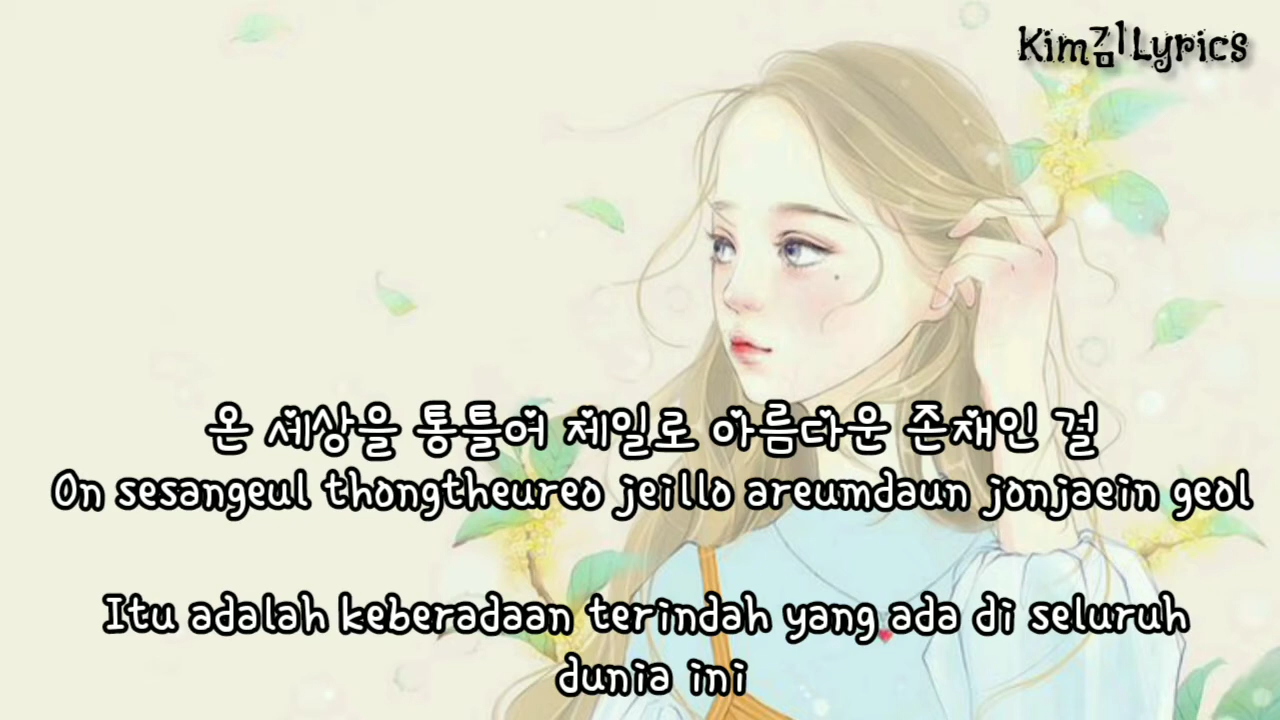 Kim김Lyrics
온 세상을 통틀여 제일로 아름다운 존재인 걸
On sesangeul thongtheureo jeillo areumdaun jonjaein geol
Itu adalah keberadaan terindah yang ada di seluruh
dunia ini